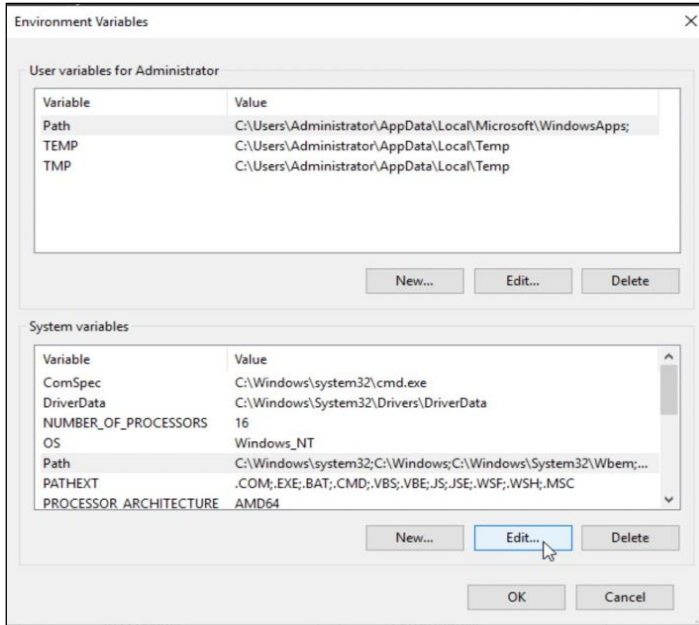 Environment Variables
User variables for Administrator
Variable Value
Path C:\Users\Administrator\AppData\Local\Microsoft\WindowsApps;
TEMP C:\Users\Administrator\AppData\Local\Temp
TMP C:\Users\Administrator\AppData\Local\Temp
New... Edit... Delete
System variables
Variable Value
ComSpec C:\Windows\system32\cmd.exe
DriverData C:\Windows\System32\Drivers\DriverData
NUMBER_OF_PROCESSORS 16
OS Windows_NT
Path C:\Windows\system32;C:\Windows;C:\Windows\System32\Wbem;...
PATHEXT .COM;.EXE;.BAT;.CMD;.VBS;.VBE;.JS;.JSE;.WSF;.WSH;.MSC
PROCESSOR_ARCHITECTURE AMD64
New... Edit... Delete
OK Cancel